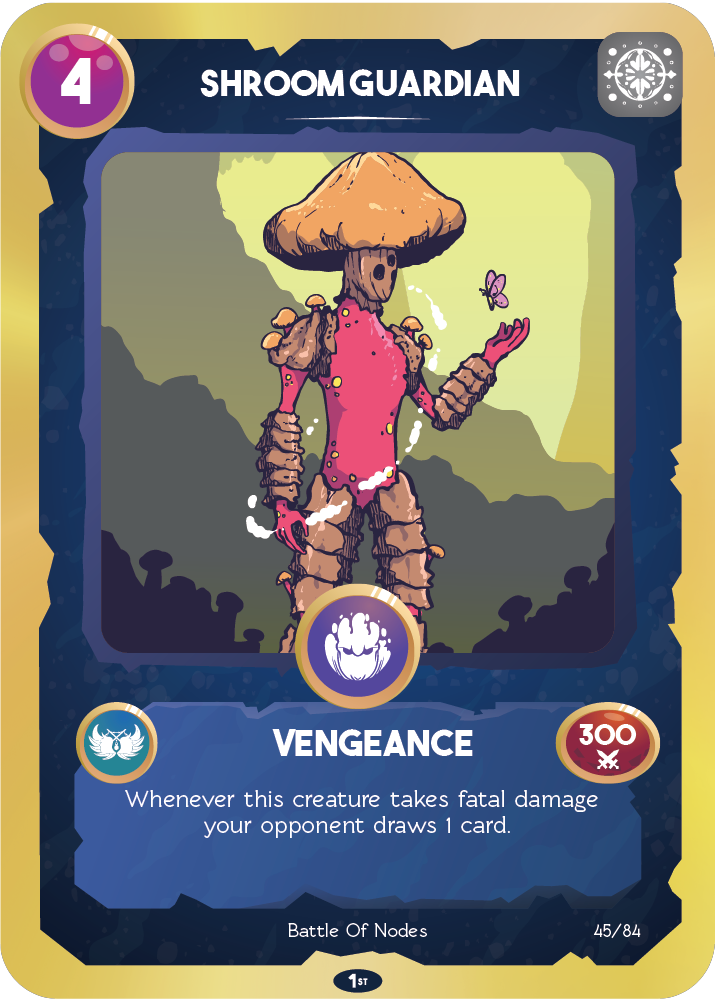 4
SHROOM GUARDIAN
VENGEANCE
300
Whenever this creature takes fatal damage
your opponent draws 1 card.
Battle Of Nodes
45/84
1ST